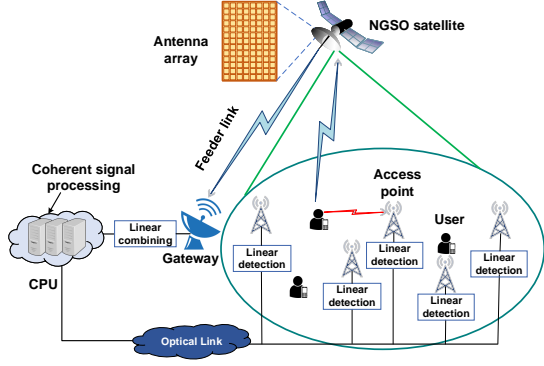 NGSO satellite
Antenna
array
Feeder link
Coherent signal
processing
Access
point
Linear
combining
User
Gateway
CPU
Linear
detection
Linear
detection
Linear
detection
Linear
detection
Linear
detection
Optical Link